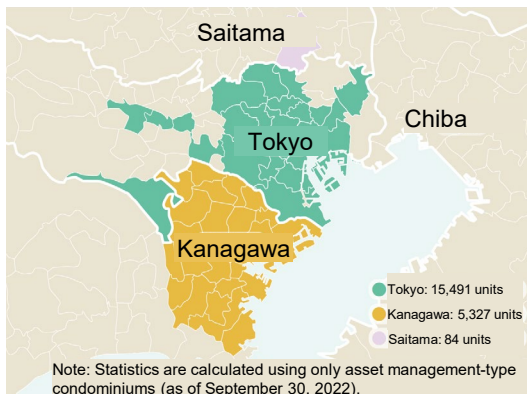 Saitama
Chiba
Tokyo
Kanagawa
Tokyo: 15,491 units
Kanagawa: 5,327 units
Saitama: 84 units
Note: Statistics are calculated using only asset management-type
condominiums (as of September 30, 2022).